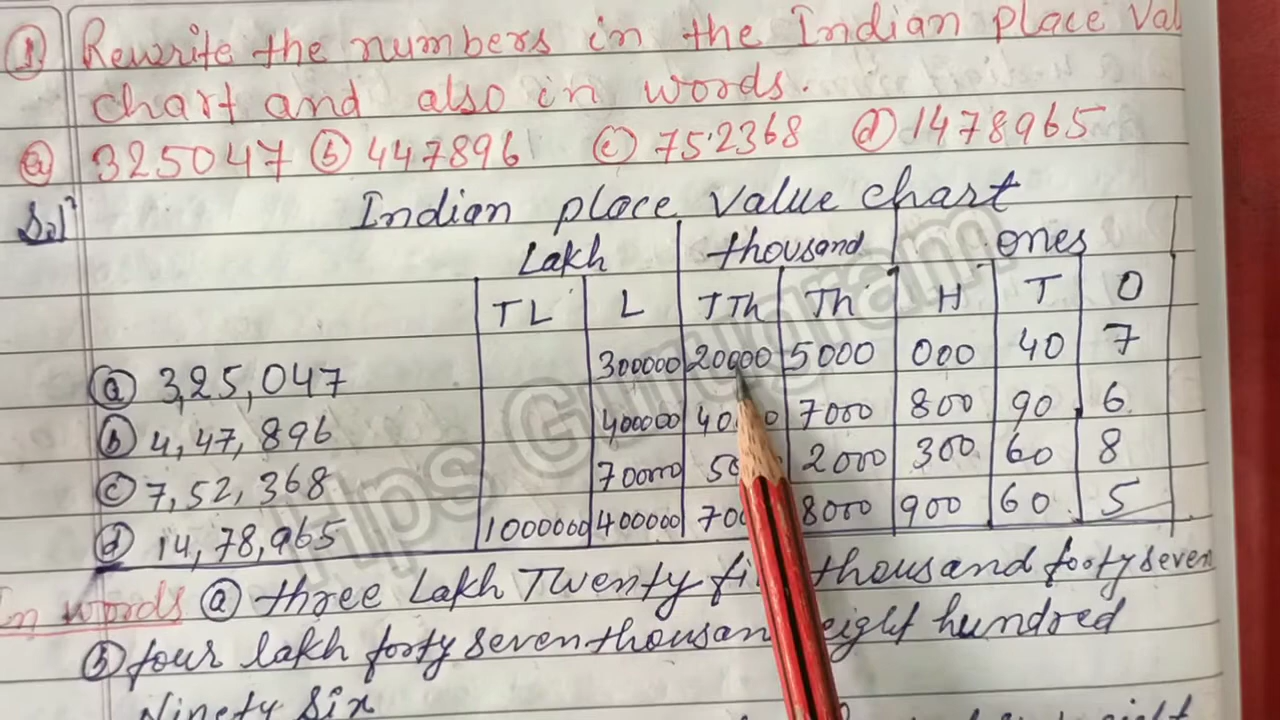 ① Rewrite the numbers in the Indian place Val
chart and also in words.
ⓐ 325047 ⓑ 447896 ⓒ 752368 ⓓ 1478965
Solⁿ Indian place value chart
Lakh thousand ones
TL L TTh Th H T O
ⓐ 3,25,047 300000 20000 5000 000 40 7
ⓑ 4,47,896 400000 7000 800 90 6
ⓒ 7,52,368 700000 2000 300 60 8
ⓓ 14,78,965 1000000 400000 8000 900 60 5
In words ⓐ three Lakh Twenty fi thousand forty seven
ⓑ four lakh forty seven thousan eight hundred
Ninety Six